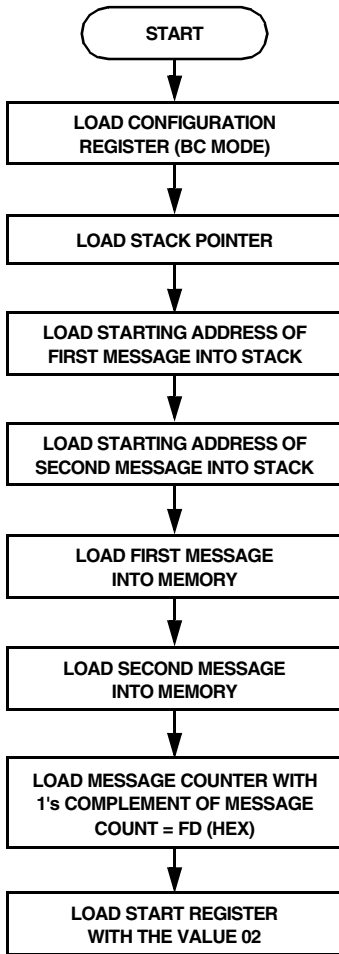 START
LOAD CONFIGURATION
REGISTER (BC MODE)
LOAD STACK POINTER
LOAD STARTING ADDRESS OF
FIRST MESSAGE INTO STACK
LOAD STARTING ADDRESS OF
SECOND MESSAGE INTO STACK
LOAD FIRST MESSAGE
INTO MEMORY
LOAD SECOND MESSAGE
INTO MEMORY
LOAD MESSAGE COUNTER WITH
1's COMPLEMENT OF MESSAGE
COUNT = FD (HEX)
LOAD START REGISTER
WITH THE VALUE 02